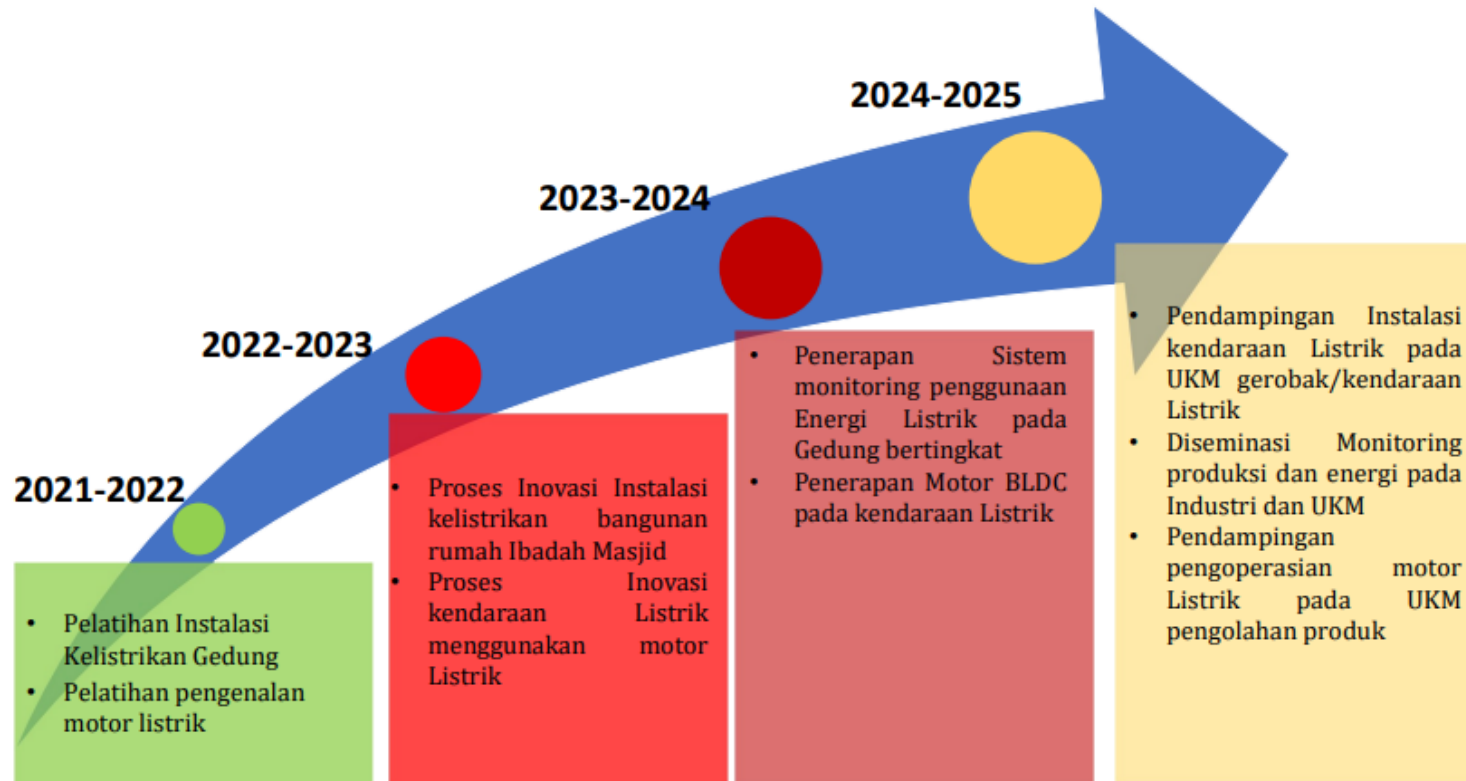 2021-2022
• Pelatihan Instalasi
Kelistrikan Gedung
• Pelatihan pengenalan
motor listrik
2022-2023
• Proses Inovasi Instalasi
kelistrikan bangunan
rumah Ibadah Masjid
• Proses Inovasi
kendaraan Listrik
menggunakan motor
Listrik
2023-2024
• Penerapan Sistem
monitoring penggunaan
Energi Listrik pada
Gedung bertingkat
• Penerapan Motor BLDC
pada kendaraan Listrik
2024-2025
• Pendampingan Instalasi
kendaraan Listrik pada
UKM gerobak/kendaraan
Listrik
• Diseminasi Monitoring
produksi dan energi pada
Industri dan UKM
• Pendampingan
pengoperasian motor
Listrik pada UKM
pengolahan produk